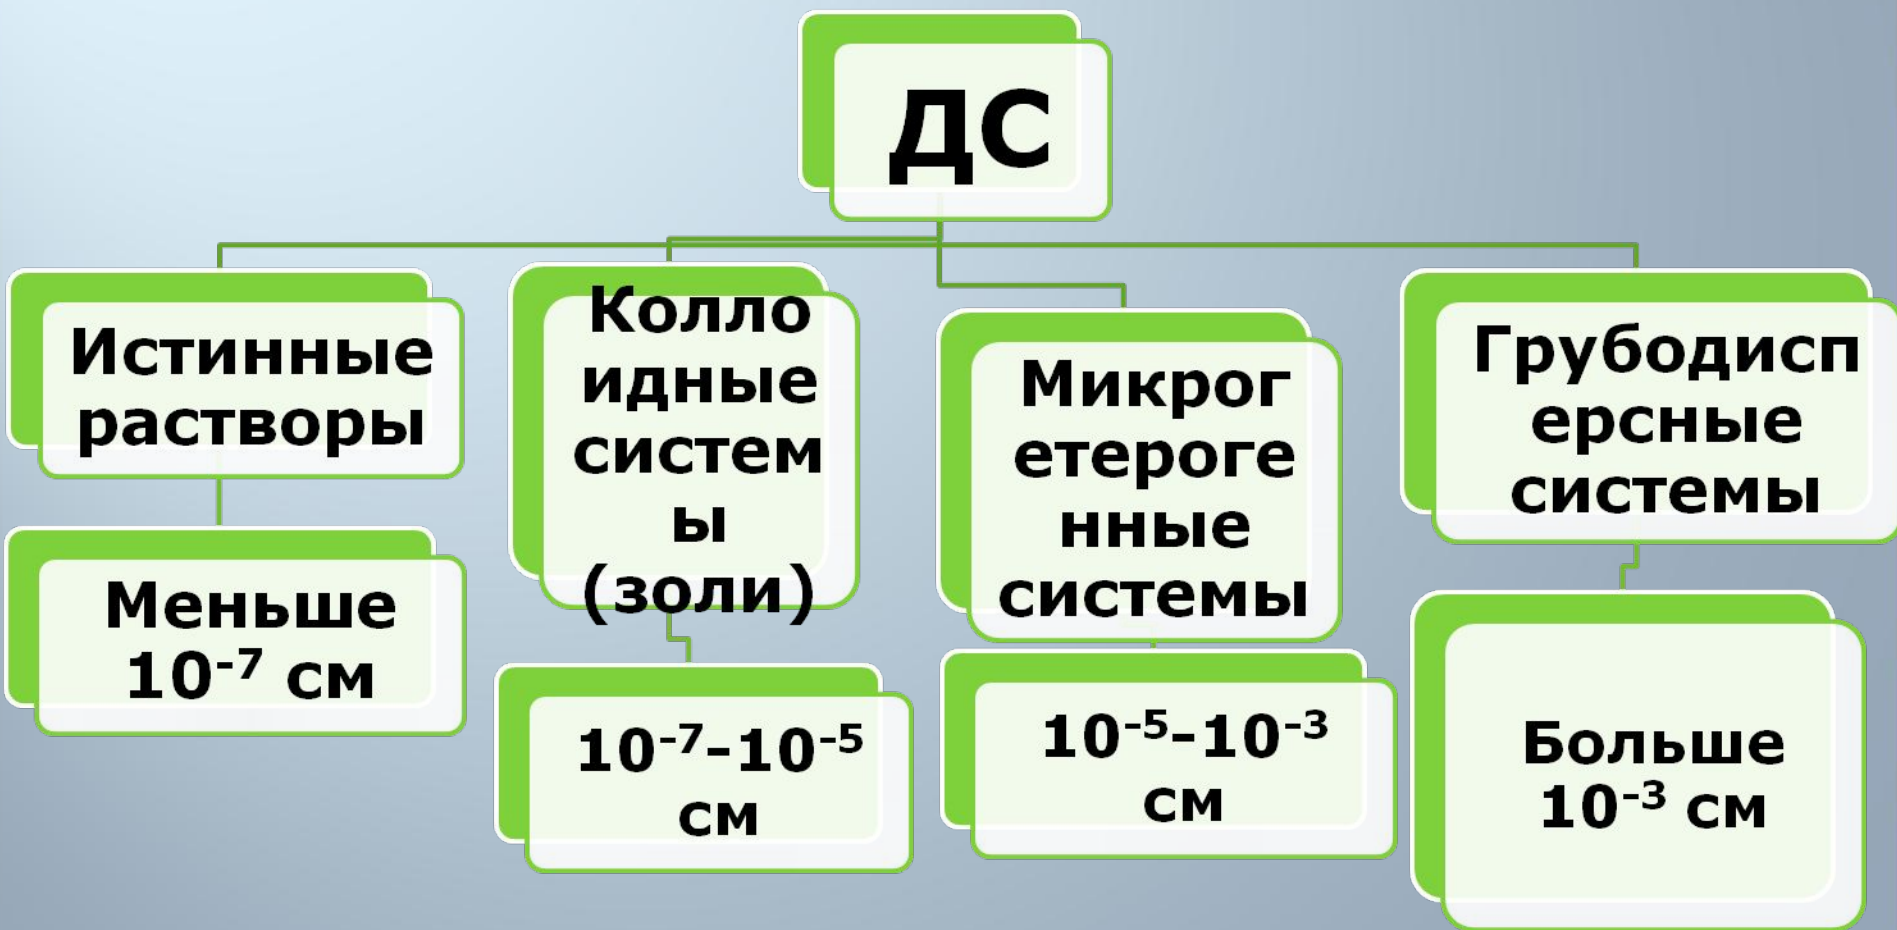 ДС
Истинные
растворы
Колло
идные
систем
ы
(золи)
Микрог
етероге
нные
системы
Грубодисп
ерсные
системы
Меньше
10⁻⁷ см
10⁻⁷-10⁻⁵
см
10⁻⁵-10⁻³
см
Больше
10⁻³ см